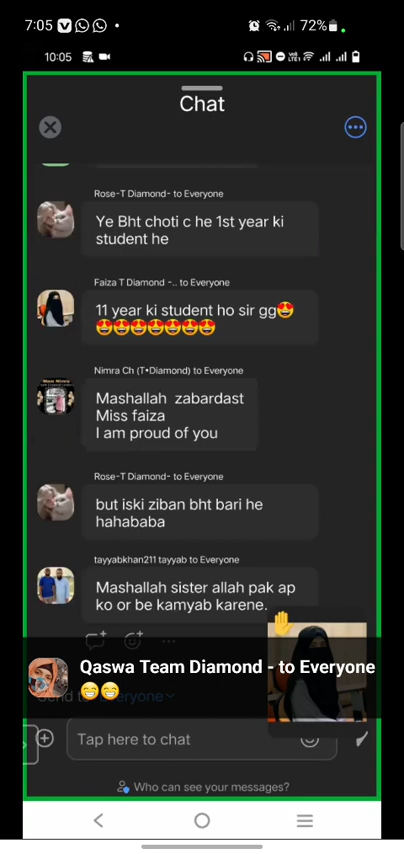 7:05
72%
10:05
Chat
Rose-T Diamond- to Everyone
Ye Bht choti c he 1st year ki
student he
Faiza T Diamond -.. to Everyone
11 year ki student ho sir gg😍
😍😍😍😍😍😍😍
Nimra Ch (T•Diamond) to Everyone
Mashallah zabardast
Miss faiza
I am proud of you
Rose-T Diamond- to Everyone
but iski ziban bht bari he
hahababa
tayyabkhan211 tayyab to Everyone
Mashallah sister allah pak ap
ko or be kamyab karene.
Qaswa Team Diamond - to Everyone
😁😁
Send to Everyone
Tap here to chat
Who can see your messages?